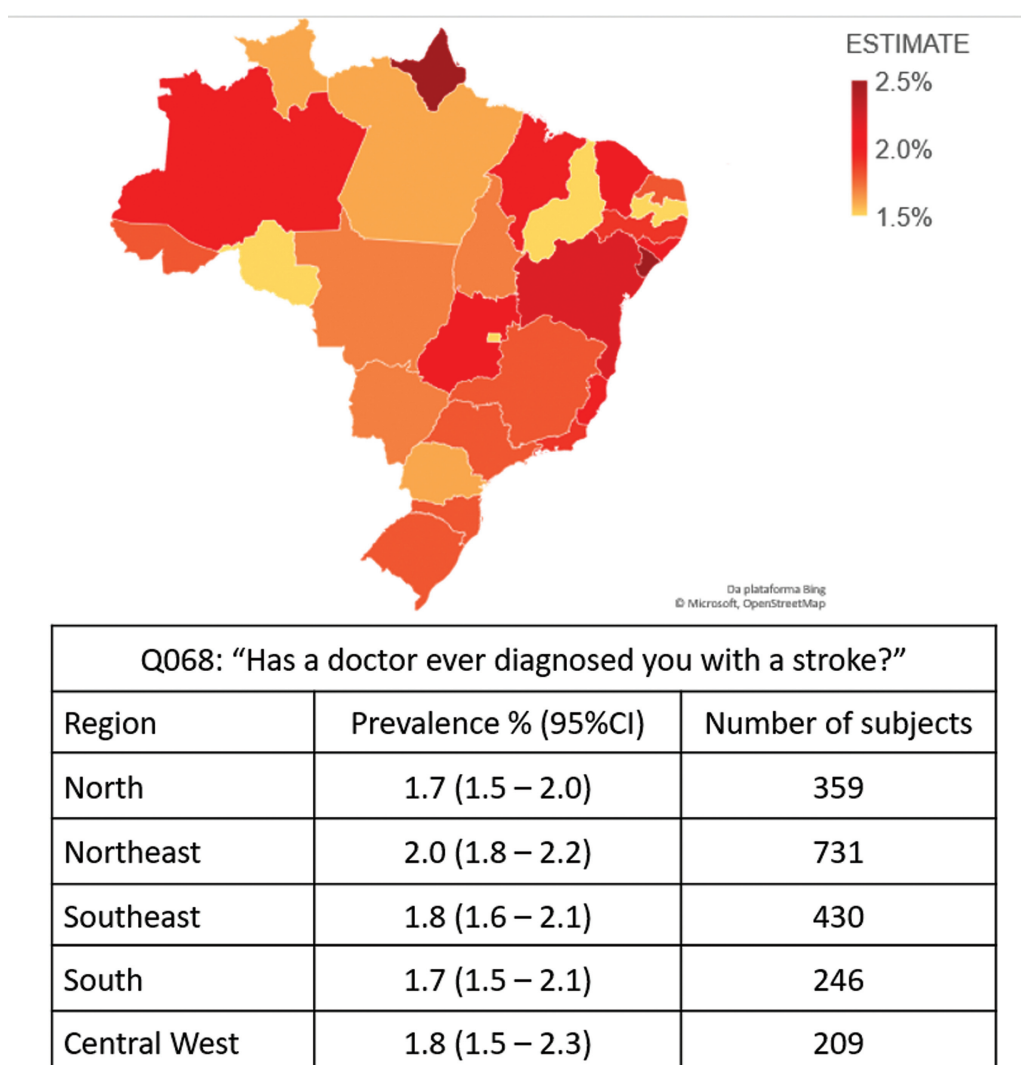 ESTIMATE
2.5%
2.0%
1.5%
Da plataforma Bing
© Microsoft, OpenStreetMap
Q068: “Has a doctor ever diagnosed you with a stroke?”
Region Prevalence % (95%CI) Number of subjects
North 1.7 (1.5 – 2.0) 359
Northeast 2.0 (1.8 – 2.2) 731
Southeast 1.8 (1.6 – 2.1) 430
South 1.7 (1.5 – 2.1) 246
Central West 1.8 (1.5 – 2.3) 209